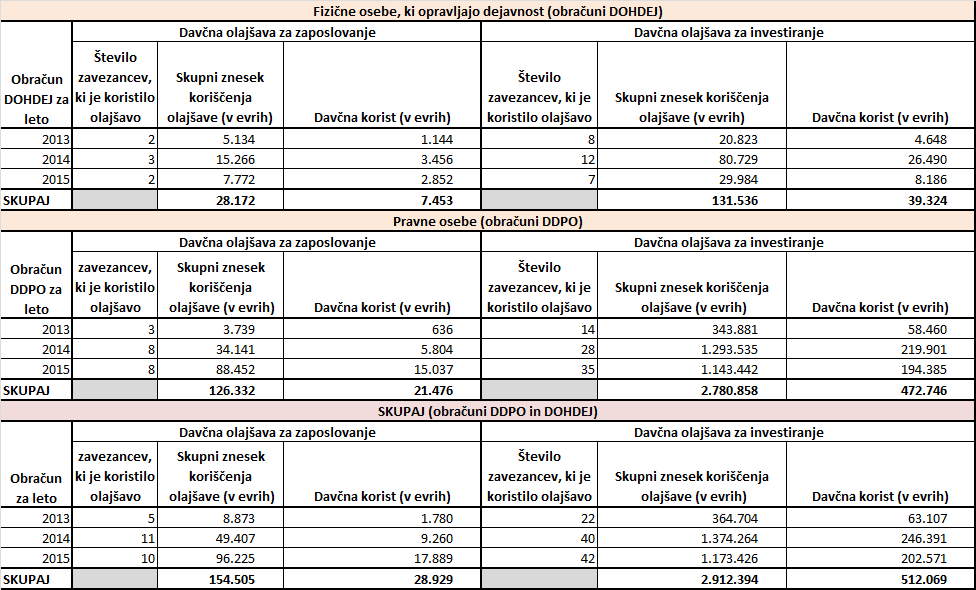 Fizične osebe, ki opravljajo dejavnost (obračuni DOHDEJ)
Obračun DOHDEJ za leto
Davčna olajšava za zaposlovanje
Davčna olajšava za investiranje
Število zavezancev, ki je koristilo olajšavo
Skupni znesek koriščenja olajšave (v evrih)
Davčna korist (v evrih)
Število zavezancev, ki je koristilo olajšavo
Skupni znesek koriščenja olajšave (v evrih)
Davčna korist (v evrih)
2013 2 5.134 1.144 8 20.823 4.648
2014 3 15.266 3.456 12 80.729 26.490
2015 2 7.772 2.852 7 29.984 8.186
SKUPAJ 28.172 7.453 131.536 39.324
Pravne osebe (obračuni DDPO)
Obračun DDPO za leto
Davčna olajšava za zaposlovanje
Davčna olajšava za investiranje
zavezancev, ki je koristilo olajšavo
Skupni znesek koriščenja olajšave (v evrih)
Davčna korist (v evrih)
Število zavezancev, ki je koristilo olajšavo
Skupni znesek koriščenja olajšave (v evrih)
Davčna korist (v evrih)
2013 3 3.739 636 14 343.881 58.460
2014 8 34.141 5.804 28 1.293.535 219.901
2015 8 88.452 15.037 35 1.143.442 194.385
SKUPAJ 126.332 21.476 2.780.858 472.746
SKUPAJ (obračuni DDPO in DOHDEJ)
Obračun za leto
Davčna olajšava za zaposlovanje
Davčna olajšava za investiranje
zavezancev, ki je koristilo olajšavo
Skupni znesek koriščenja olajšave (v evrih)
Davčna korist (v evrih)
Število zavezancev, ki je koristilo olajšavo
Skupni znesek koriščenja olajšave (v evrih)
Davčna korist (v evrih)
2013 5 8.873 1.780 22 364.704 63.107
2014 11 49.407 9.260 40 1.374.264 246.391
2015 10 96.225 17.889 42 1.173.426 202.571
SKUPAJ 154.505 28.929 2.912.394 512.069